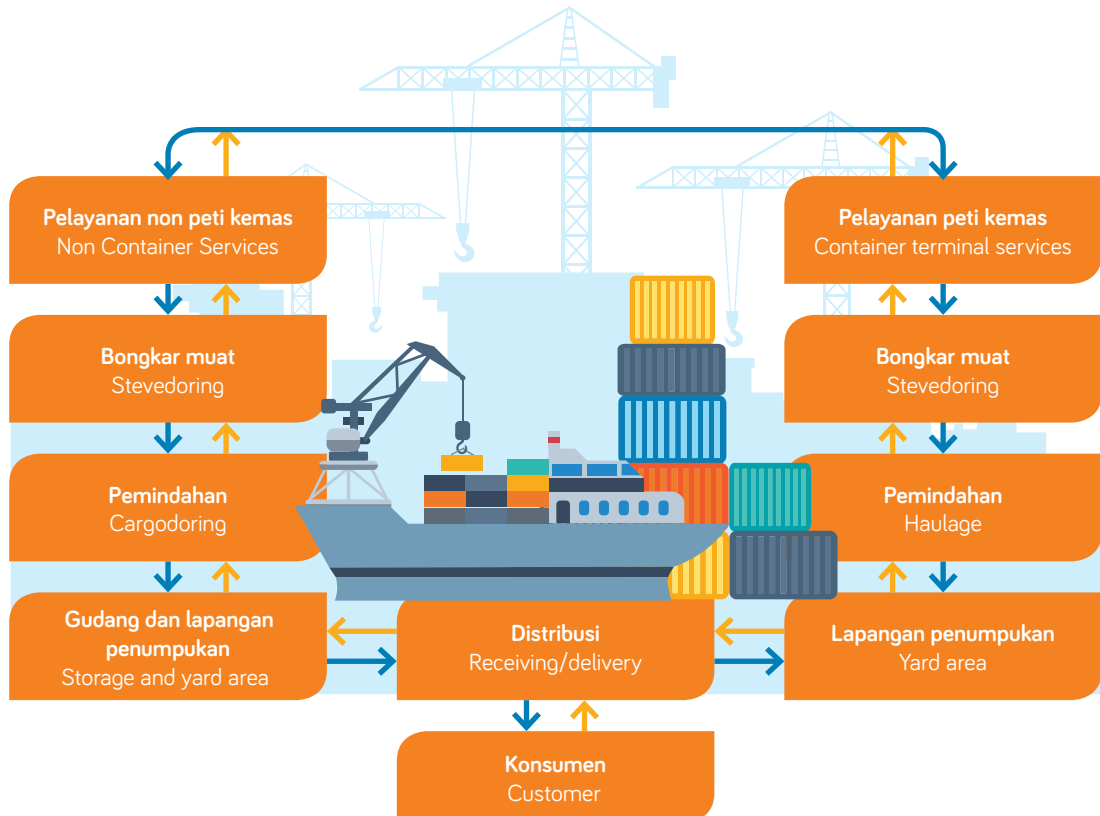 Pelayanan non peti kemas
Non Container Services
Pelayanan peti kemas
Container terminal services
Bongkar muat
Stevedoring
Bongkar muat
Stevedoring
Pemindahan
Cargodoring
Pemindahan
Haulage
Gudang dan lapangan
penumpukan
Storage and yard area
Distribusi
Receiving/delivery
Lapangan penumpukan
Yard area
Konsumen
Customer